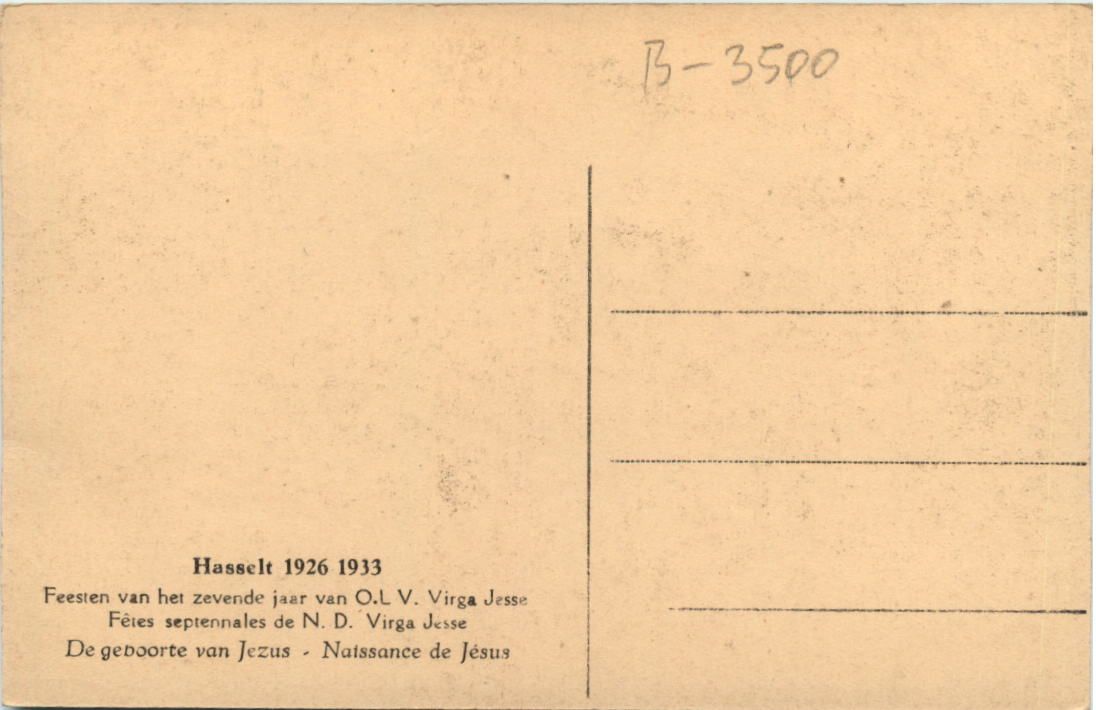 B-3500
Hasselt 1926 1933
Feesten van het zevende jaar van O.L V. Virga Jesse
Fêtes septennales de N. D. Virga Jesse
De geboorte van Jezus - Naissance de Jésus